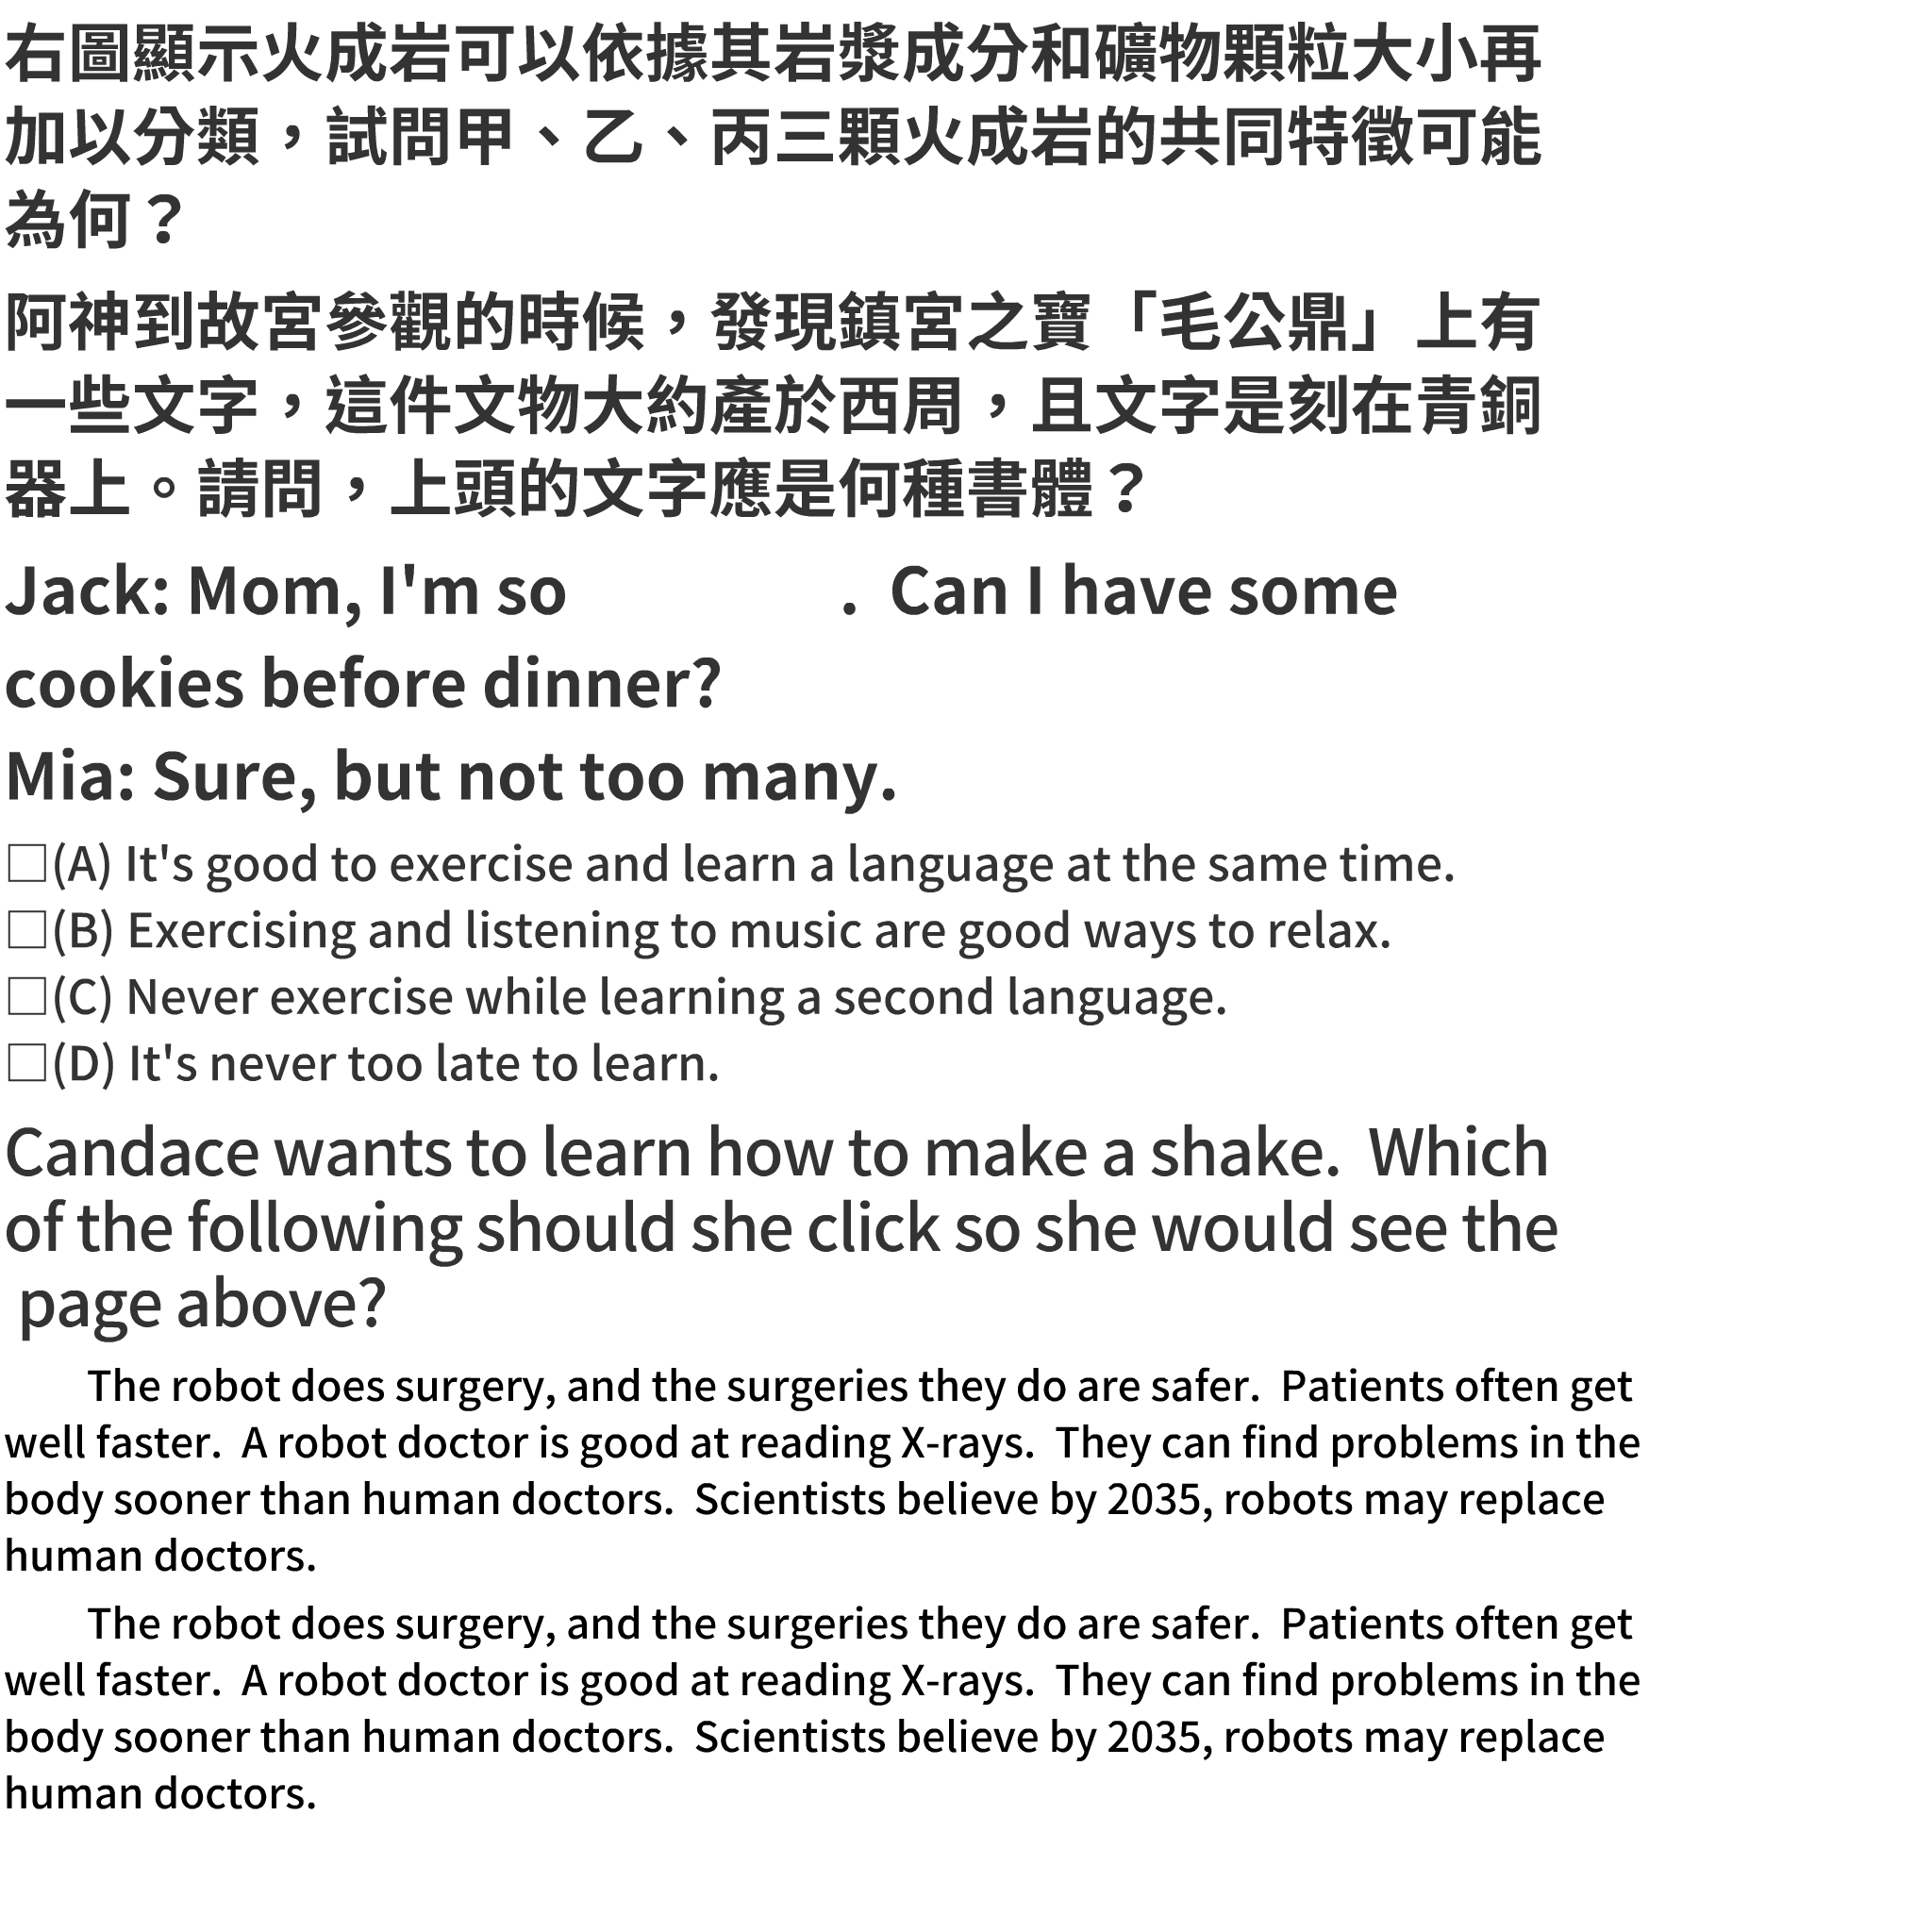 右圖顯示火成岩可以依據其岩漿成分和礦物顆粒大小再
加以分類，試問甲、乙、丙三顆火成岩的共同特徵可能
為何？
阿神到故宮參觀的時候，發現鎮宮之寶「毛公鼎」上有
一些文字，這件文物大約產於西周，且文字是刻在青銅
器上。請問，上頭的文字應是何種書體？
Jack: Mom, I'm so            .  Can I have some
cookies before dinner?
Mia: Sure, but not too many.
□(A) It's good to exercise and learn a language at the same time.
□(B) Exercising and listening to music are good ways to relax.
□(C) Never exercise while learning a second language.
□(D) It's never too late to learn.
Candace wants to learn how to make a shake.  Which
of the following should she click so she would see the
page above?
The robot does surgery, and the surgeries they do are safer.  Patients often get
well faster.  A robot doctor is good at reading X-rays.  They can find problems in the
body sooner than human doctors.  Scientists believe by 2035, robots may replace
human doctors.
The robot does surgery, and the surgeries they do are safer.  Patients often get
well faster.  A robot doctor is good at reading X-rays.  They can find problems in the
body sooner than human doctors.  Scientists believe by 2035, robots may replace
human doctors.